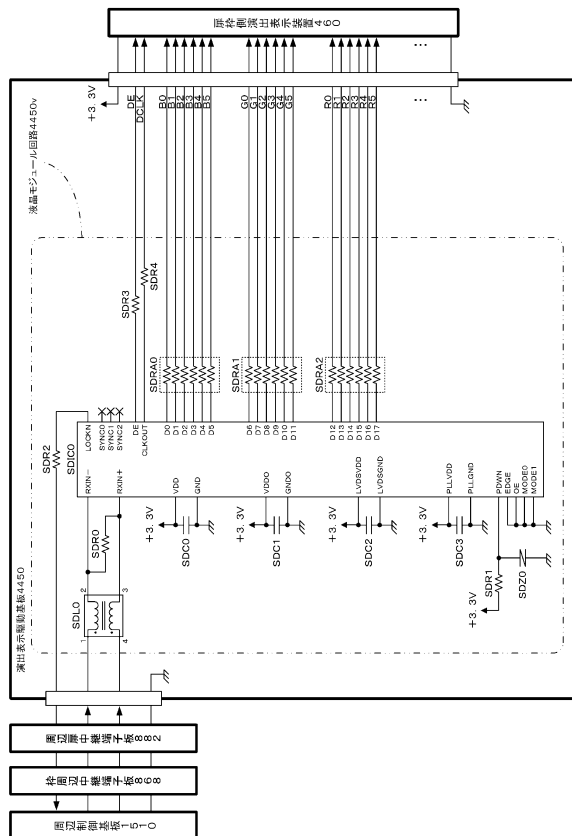 周辺制御基板1510
枠周辺中継端子板868
周辺扉中継端子板882
演出表示駆動基板4450
液晶モジュール回路4450v
扉枠側演出表示装置460
SDL0
1
2
3
4
SDR0
SDR2
SDIC0
RXIN-
RXIN+
VDD
GND
VDDO
GNDO
LVDSVDD
LVDSGND
PLLVDD
PLLGND
PDWN
EDGE
OE
MODE0
MODE1
+3.3V
SDC0
+3.3V
SDC1
+3.3V
SDC2
+3.3V
SDC3
SDR1
+3.3V
SDZ0
LOCKN
SYNC0
SYNC1
SYNC2
DE
CLKOUT
D0
D1
D2
D3
D4
D5
D6
D7
D8
D9
D10
D11
D12
D13
D14
D15
D16
D17
SDR3
SDR4
SDRA0
SDRA1
SDRA2
+3.3V
DE
DCLK
B0
B1
B2
B3
B4
B5
G0
G1
G2
G3
G4
G5
R0
R1
R2
R3
R4
R5
…
…